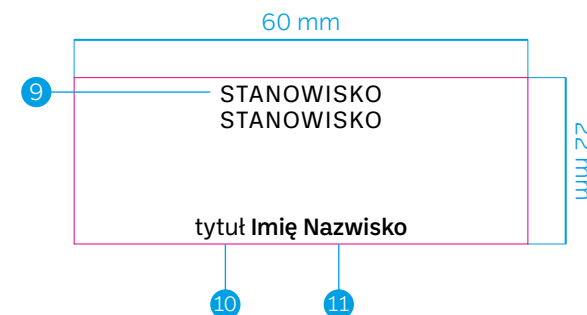 60 mm
9
STANOWISKO
STANOWISKO
22 mm
tytuł Imię Nazwisko
10
11